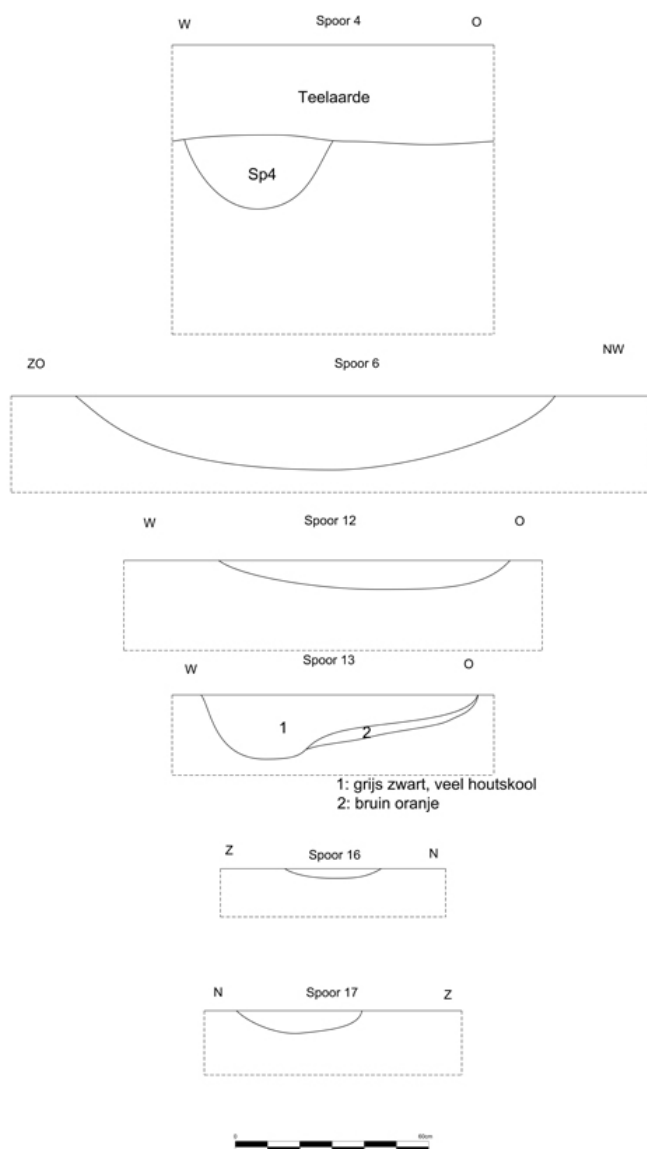 W Spoor 4 O
Teelaarde
Sp4
ZO Spoor 6 NW
W Spoor 12 O
W Spoor 13 O
1 2
1: grijs zwart, veel houtskool
2: bruin oranje
Z Spoor 16 N
N Spoor 17 Z
0 60cm